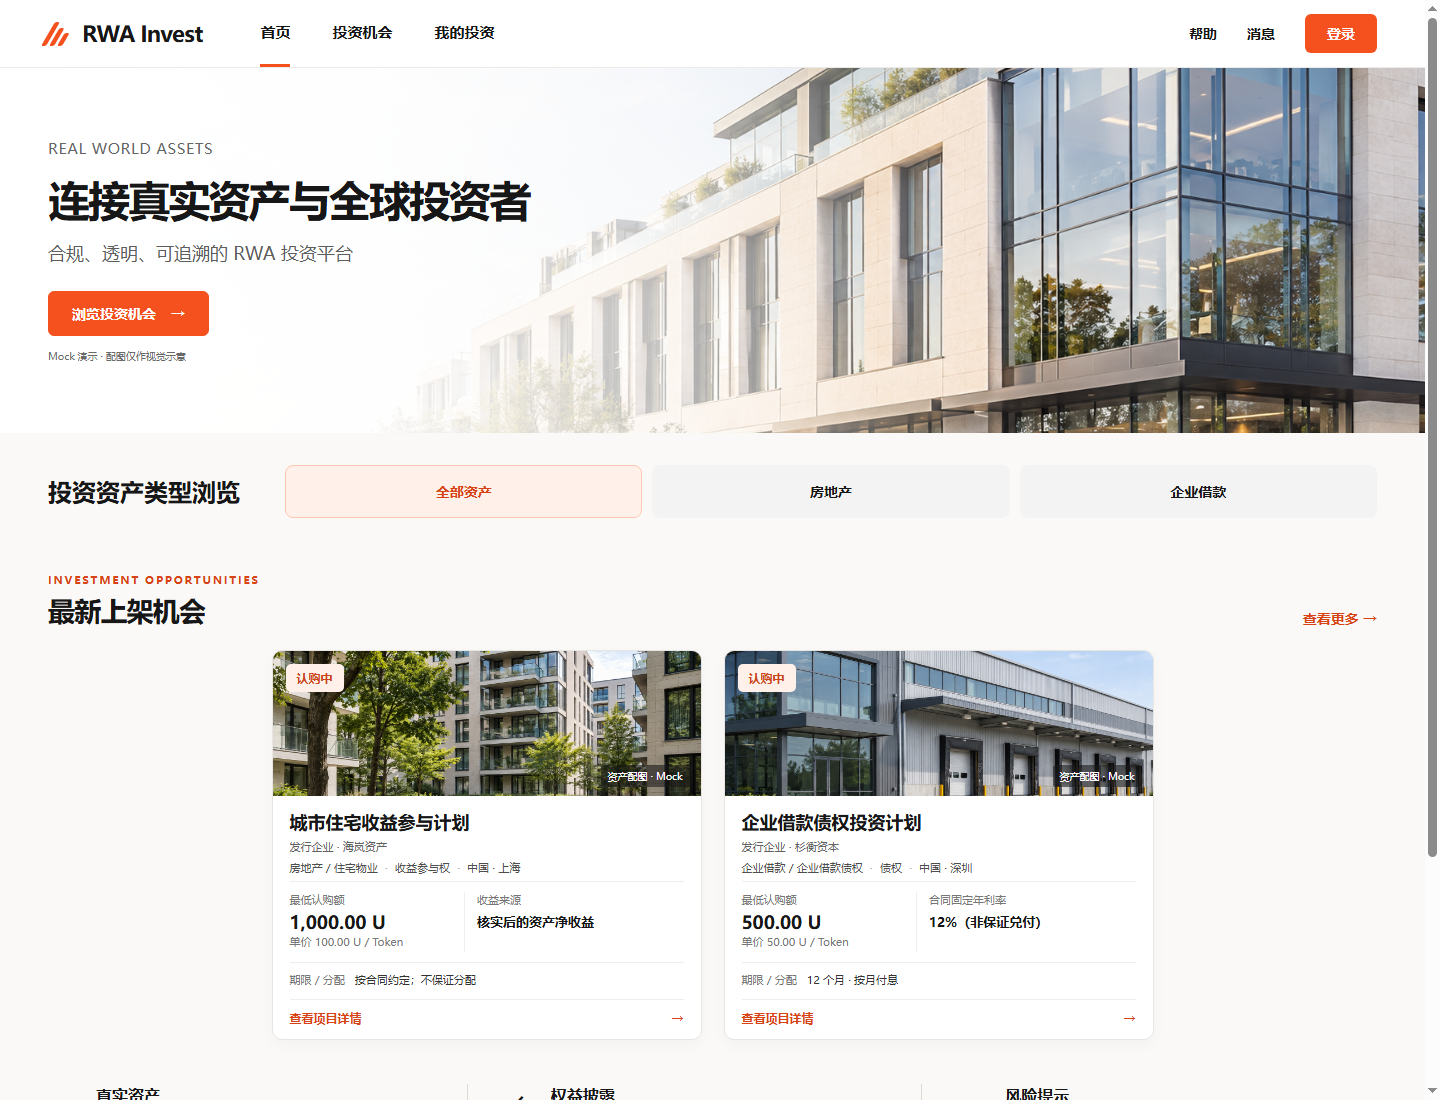 RWA Invest
首页
投资机会
我的投资
帮助
消息
登录
REAL WORLD ASSETS
连接真实资产与全球投资者
合规、透明、可追溯的 RWA 投资平台
浏览投资机会 →
Mock 演示 · 配图仅作视觉示意
投资资产类型浏览
全部资产
房地产
企业借款
INVESTMENT OPPORTUNITIES
最新上架机会
查看更多 →
认购中
资产配图 · Mock
城市住宅收益参与计划
发行企业 · 海岚资产
房地产 / 住宅物业 · 收益参与权 · 中国 · 上海
最低认购额
1,000.00 U
单价 100.00 U / Token
收益来源
核实后的资产净收益
期限 / 分配 按合同约定；不保证分配
查看项目详情 →
认购中
资产配图 · Mock
企业借款债权投资计划
发行企业 · 杉衡资本
企业借款 / 企业借款债权 · 债权 · 中国 · 深圳
最低认购额
500.00 U
单价 50.00 U / Token
合同固定年利率
12%（非保证兑付）
期限 / 分配 12 个月 · 按月付息
查看项目详情 →
真实资产
权益披露
风险提示